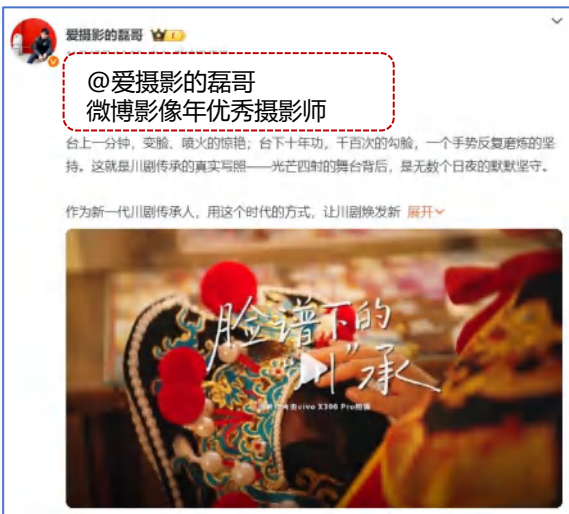 爱摄影的磊哥
@爱摄影的磊哥
微博影像年优秀摄影师
台上一分钟，变脸、喷火的惊艳；台下十年功，千百次的勾脸，一个手势反复磨炼的坚
持。这就是川剧传承的真实写照——光芒四射的舞台背后，是无数个日夜的默默坚守。
作为新一代川剧传承人，用这个时代的方式，让川剧焕发新 展开
脸谱下的
"川"承
vivo X300 Pro拍摄